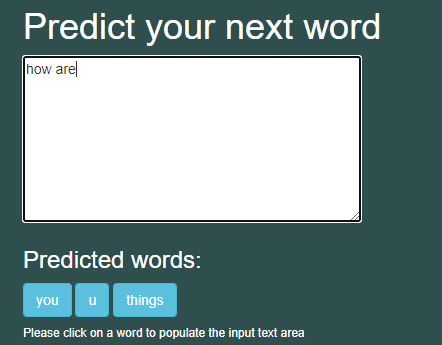 Predict your next word
how are
Predicted words:
you u things
Please click on a word to populate the input text area